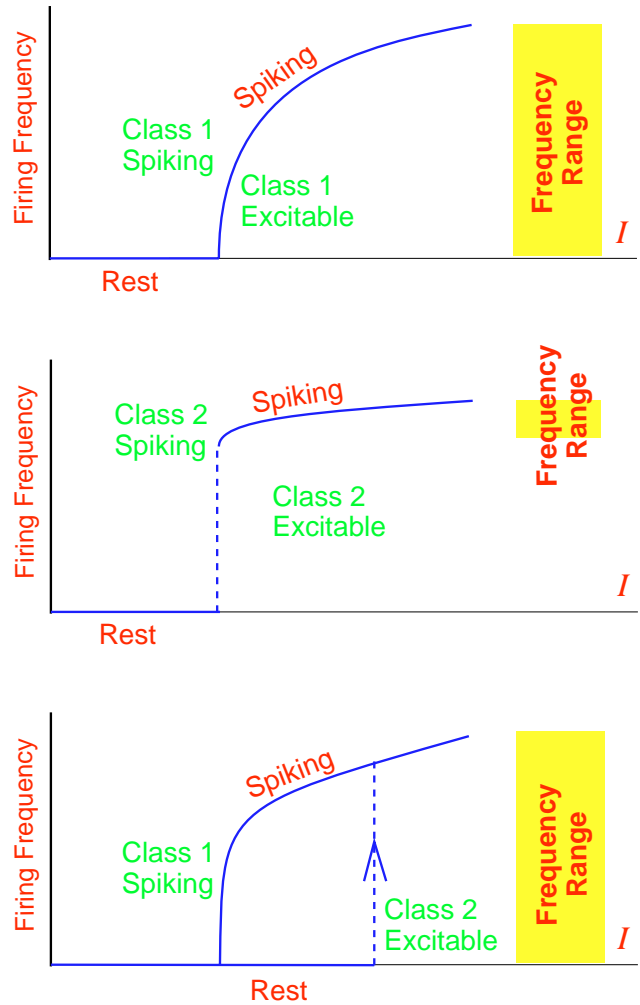 Firing Frequency
Spiking
Class 1
Spiking
Class 1
Excitable
Frequency
Range
I
Rest
Firing Frequency
Spiking
Class 2
Spiking
Class 2
Excitable
Frequency
Range
I
Rest
Firing Frequency
Spiking
Class 1
Spiking
Class 2
Excitable
Frequency
Range
I
Rest